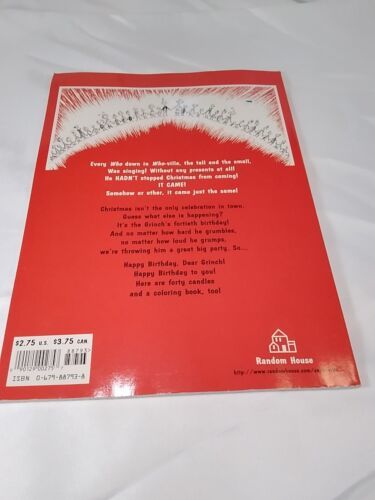 Every Who down in Who-ville, the tall and the small,
Was singing! Without any presents at all!
He HADN'T stopped Christmas from coming!
IT CAME!
Somehow or other, it came just the same!
Christmas isn't the only celebration in town.
Guess what else is happening?
It's the Grinch's fortieth birthday!
And no matter how hard he grumbles,
no matter how loud he grumps,
we're throwing him a great big party. So...
Happy Birthday, Dear Grinch!
Happy Birthday to you!
Here are forty candles
and a coloring book, too!
$2.75 U.S. $3.75 CAN.
88793
ISBN 0-679-88793-8
Random House
http://www.randomhouse.com/